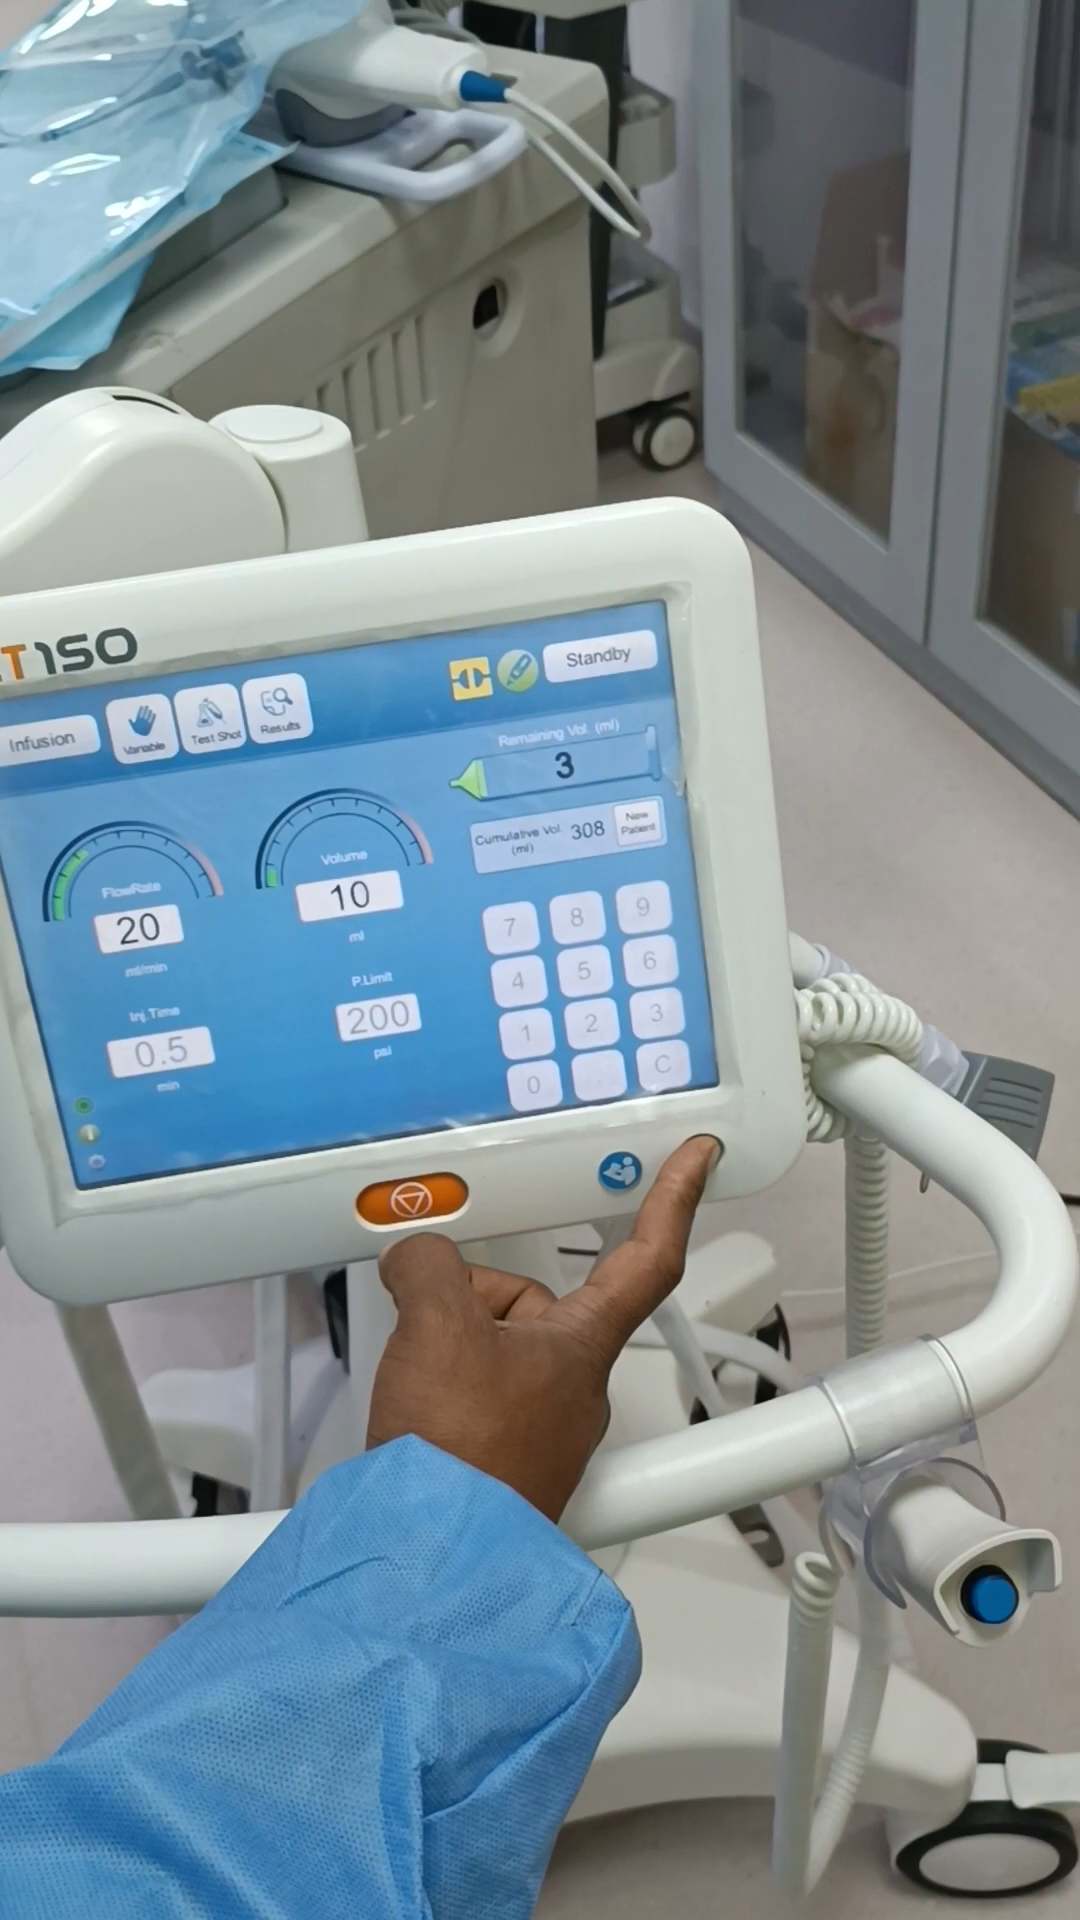 T150
Infusion
Variable
Test Shot
Results
Standby
Remaining Vol. (ml)
3
Cumulative Vol.
(ml)
308
New
Patient
FlowRate
20
ml/min
Volume
10
ml
Inj.Time
0.5
min
P.Limit
200
psi
7 8 9
4 5 6
1 2 3
0 C